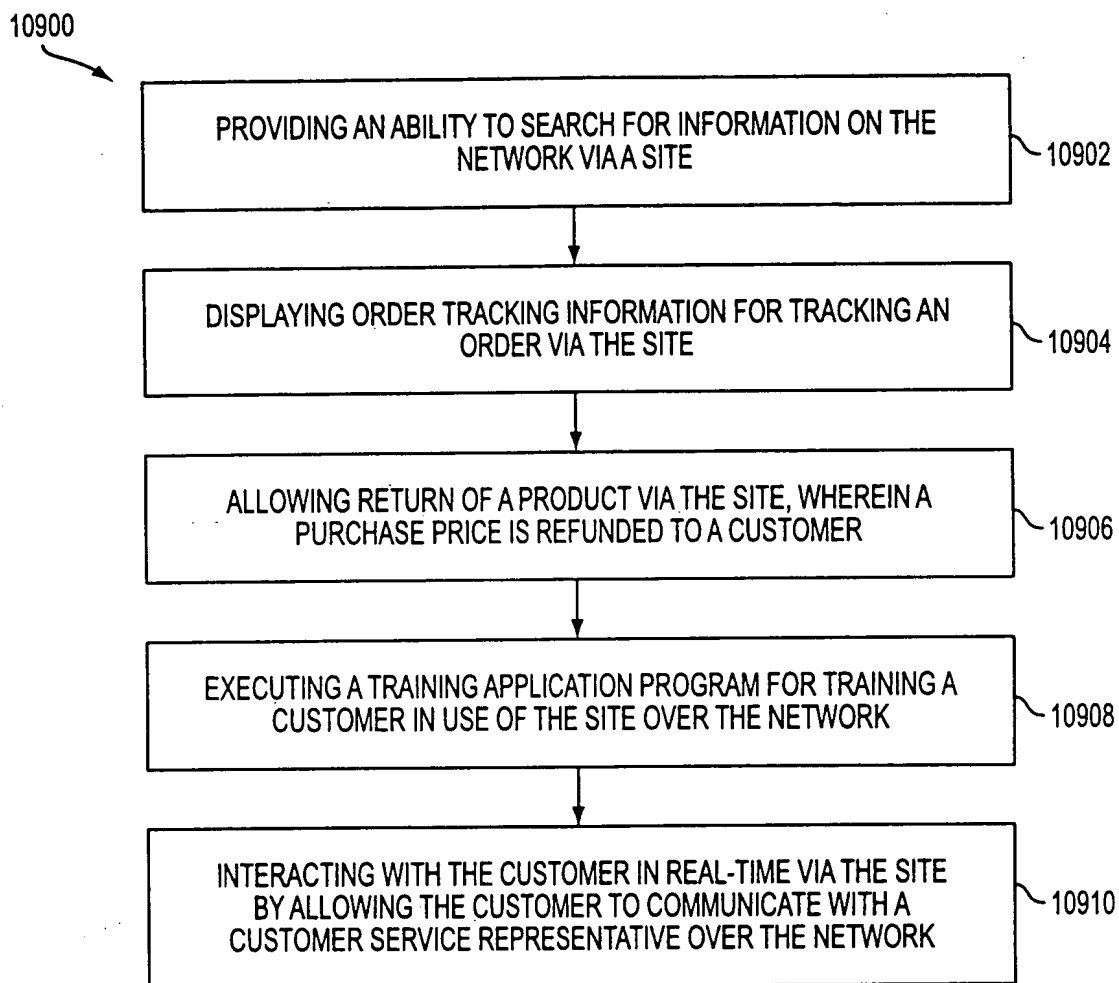 10900
PROVIDING AN ABILITY TO SEARCH FOR INFORMATION ON THE
NETWORK VIA A SITE
10902
DISPLAYING ORDER TRACKING INFORMATION FOR TRACKING AN
ORDER VIA THE SITE
10904
ALLOWING RETURN OF A PRODUCT VIA THE SITE, WHEREIN A
PURCHASE PRICE IS REFUNDED TO A CUSTOMER
10906
EXECUTING A TRAINING APPLICATION PROGRAM FOR TRAINING A
CUSTOMER IN USE OF THE SITE OVER THE NETWORK
10908
INTERACTING WITH THE CUSTOMER IN REAL-TIME VIA THE SITE
BY ALLOWING THE CUSTOMER TO COMMUNICATE WITH A
CUSTOMER SERVICE REPRESENTATIVE OVER THE NETWORK
10910